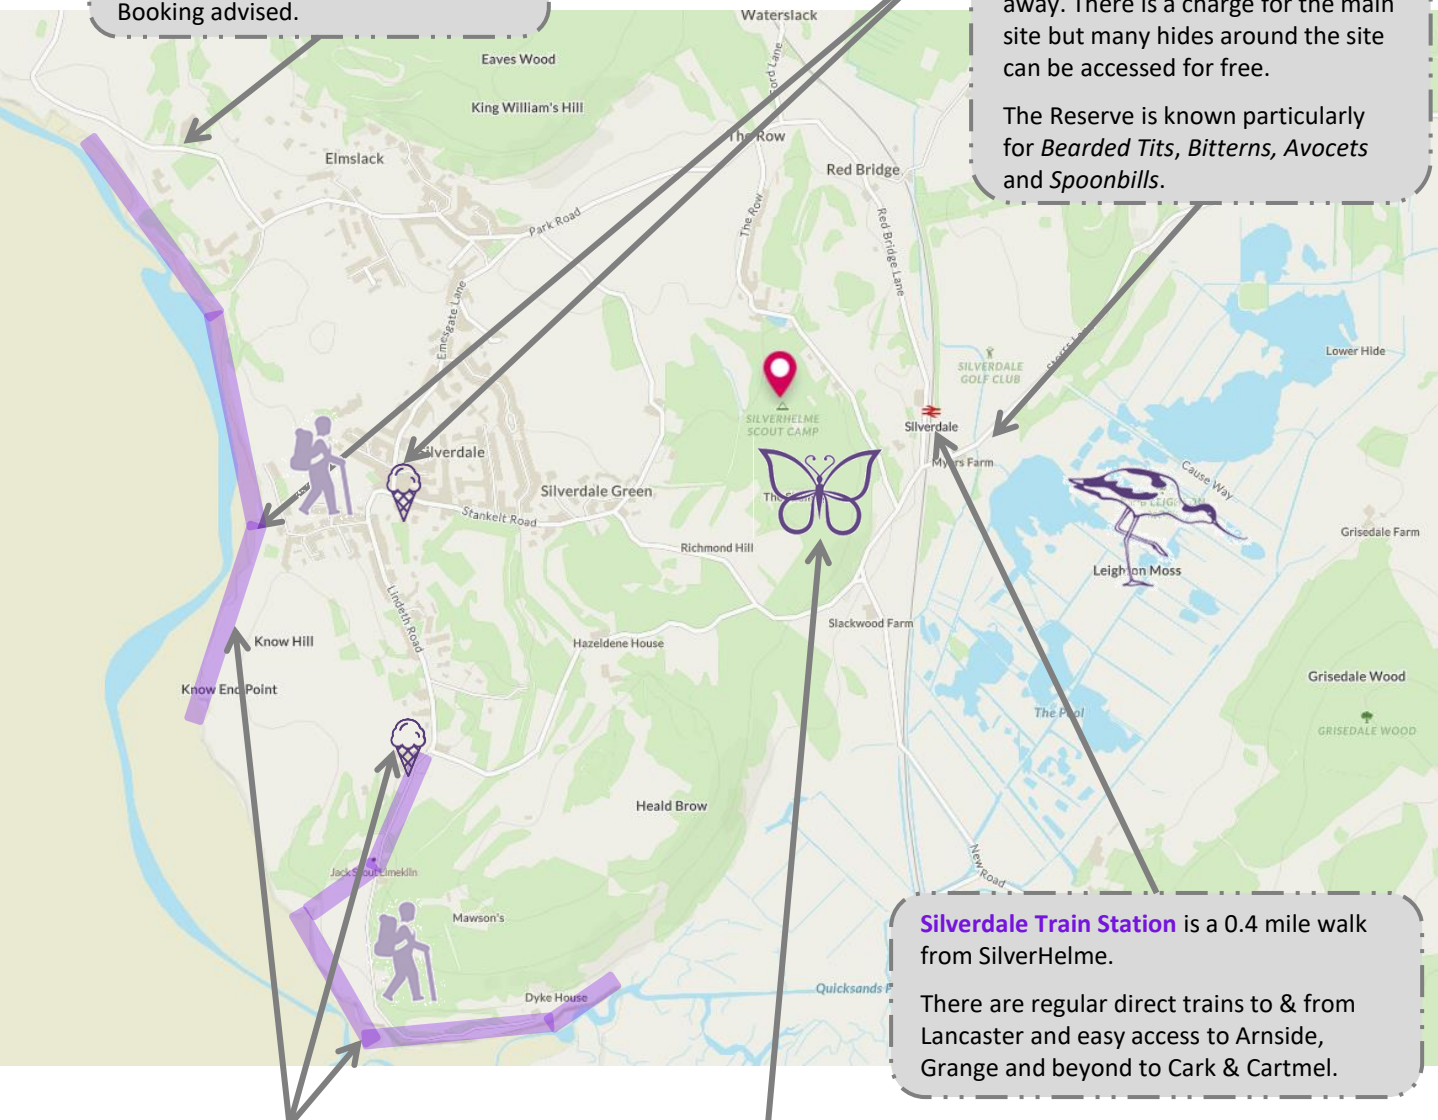 Booking advised.
away. There is a charge for the main
site but many hides around the site
can be accessed for free.
The Reserve is known particularly
for Bearded Tits, Bitterns, Avocets
and Spoonbills.
Waterslack
Eaves Wood
King William's Hill
The Row
Elmslack
Red Bridge
Park Road
The Row
Red Bridge Lane
Emesgate Lane
Lower Hide
SILVERDALE
GOLF CLUB
SILVERHELME
SCOUT CAMP
Silverdale
Silverdale
Myers Farm
Cause Way
Silverdale Green
Stankelt Road
Grisedale Farm
Richmond Hill
Leighton Moss
Lindeth Road
Slackwood Farm
Know Hill
Hazeldene House
Know End Point
Grisedale Wood
The Pool
GRISEDALE WOOD
Heald Brow
New Road
Jack Scout Limekiln
Mawson's
Dyke House
Quicksands
Silverdale Train Station is a 0.4 mile walk
from SilverHelme.
There are regular direct trains to & from
Lancaster and easy access to Arnside,
Grange and beyond to Cark & Cartmel.